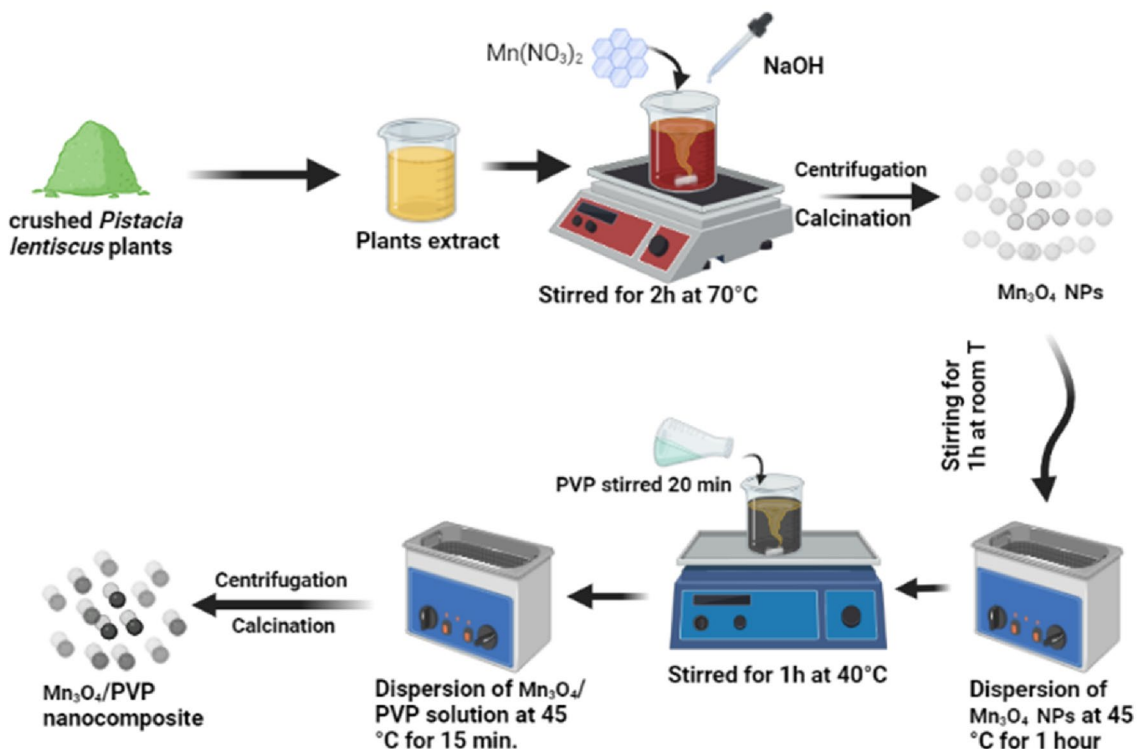 Mn(NO₃)₂
NaOH
crushed Pistacia
lentiscus plants
Plants extract
Stirred for 2h at 70°C
Centrifugation
Calcination
Mn₃O₄ NPs
Stirring for
1h at room T
Dispersion of
Mn₃O₄ NPs at 45
°C for 1 hour
PVP stirred 20 min
Stirred for 1h at 40°C
Dispersion of Mn₃O₄/
PVP solution at 45
°C for 15 min.
Centrifugation
Calcination
Mn₃O₄/PVP
nanocomposite